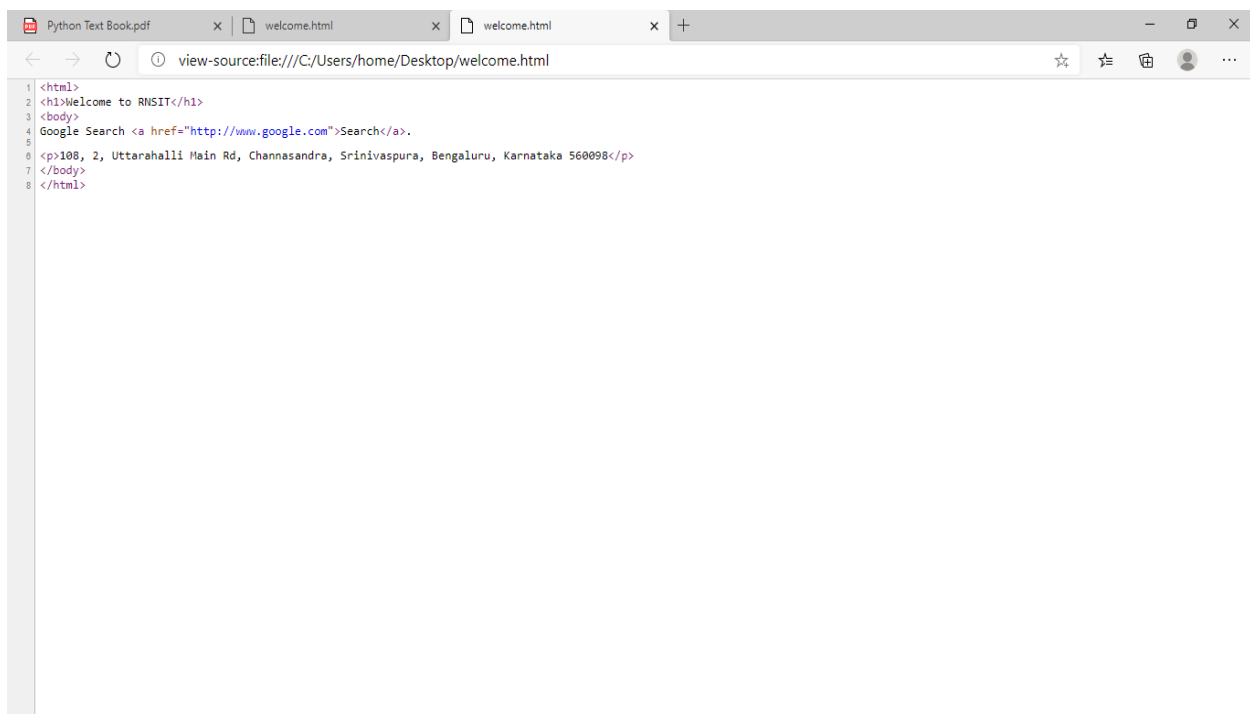 Python Text Book.pdf welcome.html welcome.html
view-source:file:///C:/Users/home/Desktop/welcome.html
1 <html>
2 <h1>Welcome to RNSIT</h1>
3 <body>
4 Google Search <a href="http://www.google.com">Search</a>.
5
6 <p>108, 2, Uttarahalli Main Rd, Channasandra, Srinivaspura, Bengaluru, Karnataka 560098</p>
7 </body>
8 </html>